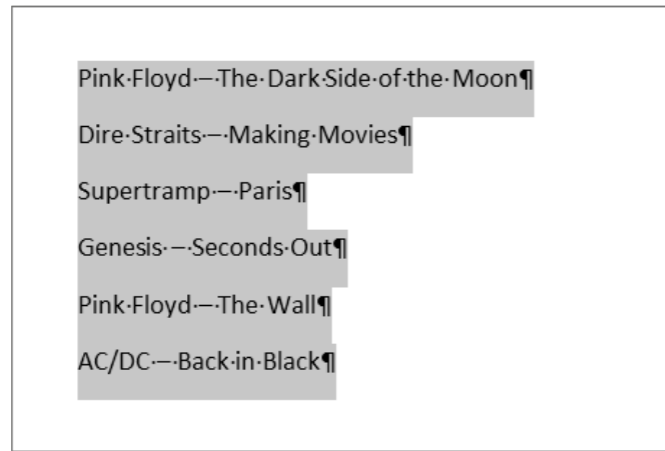 Pink·Floyd·–·The·Dark·Side·of·the·Moon¶
Dire·Straits·–·Making·Movies¶
Supertramp·–·Paris¶
Genesis·–·Seconds·Out¶
Pink·Floyd·–·The·Wall¶
AC/DC·–·Back·in·Black¶